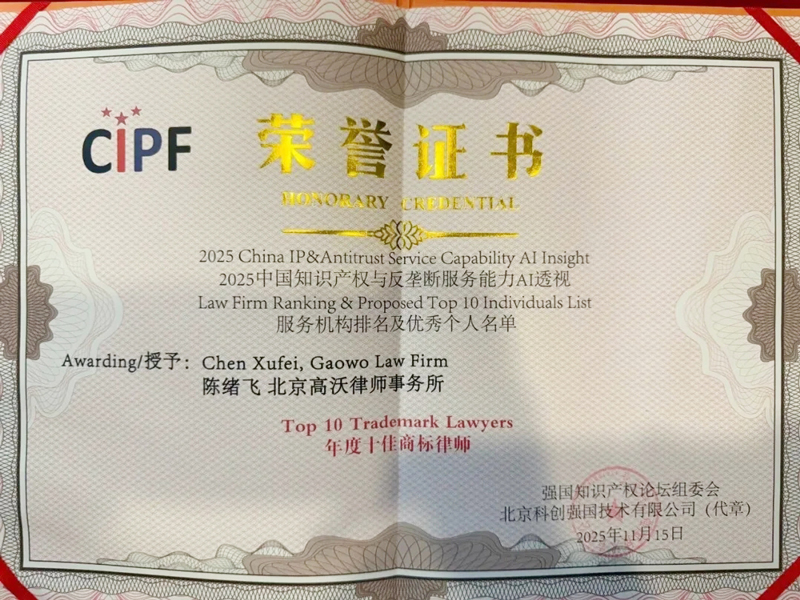 CIPF
荣誉证书
HONORARY CREDENTIAL
2025 China IP&Antitrust Service Capability AI Insight
2025中国知识产权与反垄断服务能力AI透视
Law Firm Ranking & Proposed Top 10 Individuals List
服务机构排名及优秀个人名单
Awarding/授予：Chen Xufei, Gaowo Law Firm
陈绪飞 北京高沃律师事务所
Top 10 Trademark Lawyers
年度十佳商标律师
强国知识产权论坛组委会
北京科创强国技术有限公司（代章）
2025年11月15日